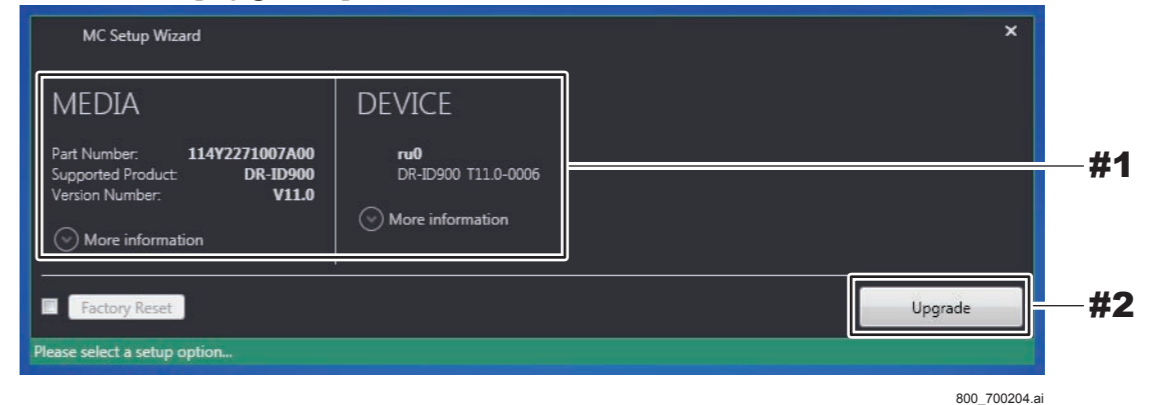 MC Setup Wizard
MEDIA
Part Number: 114Y2271007A00
Supported Product: DR-ID900
Version Number: V11.0
More information
DEVICE
ru0
DR-ID900 T11.0-0006
More information
#1
Factory Reset
Upgrade
#2
Please select a setup option...
800_700204.ai